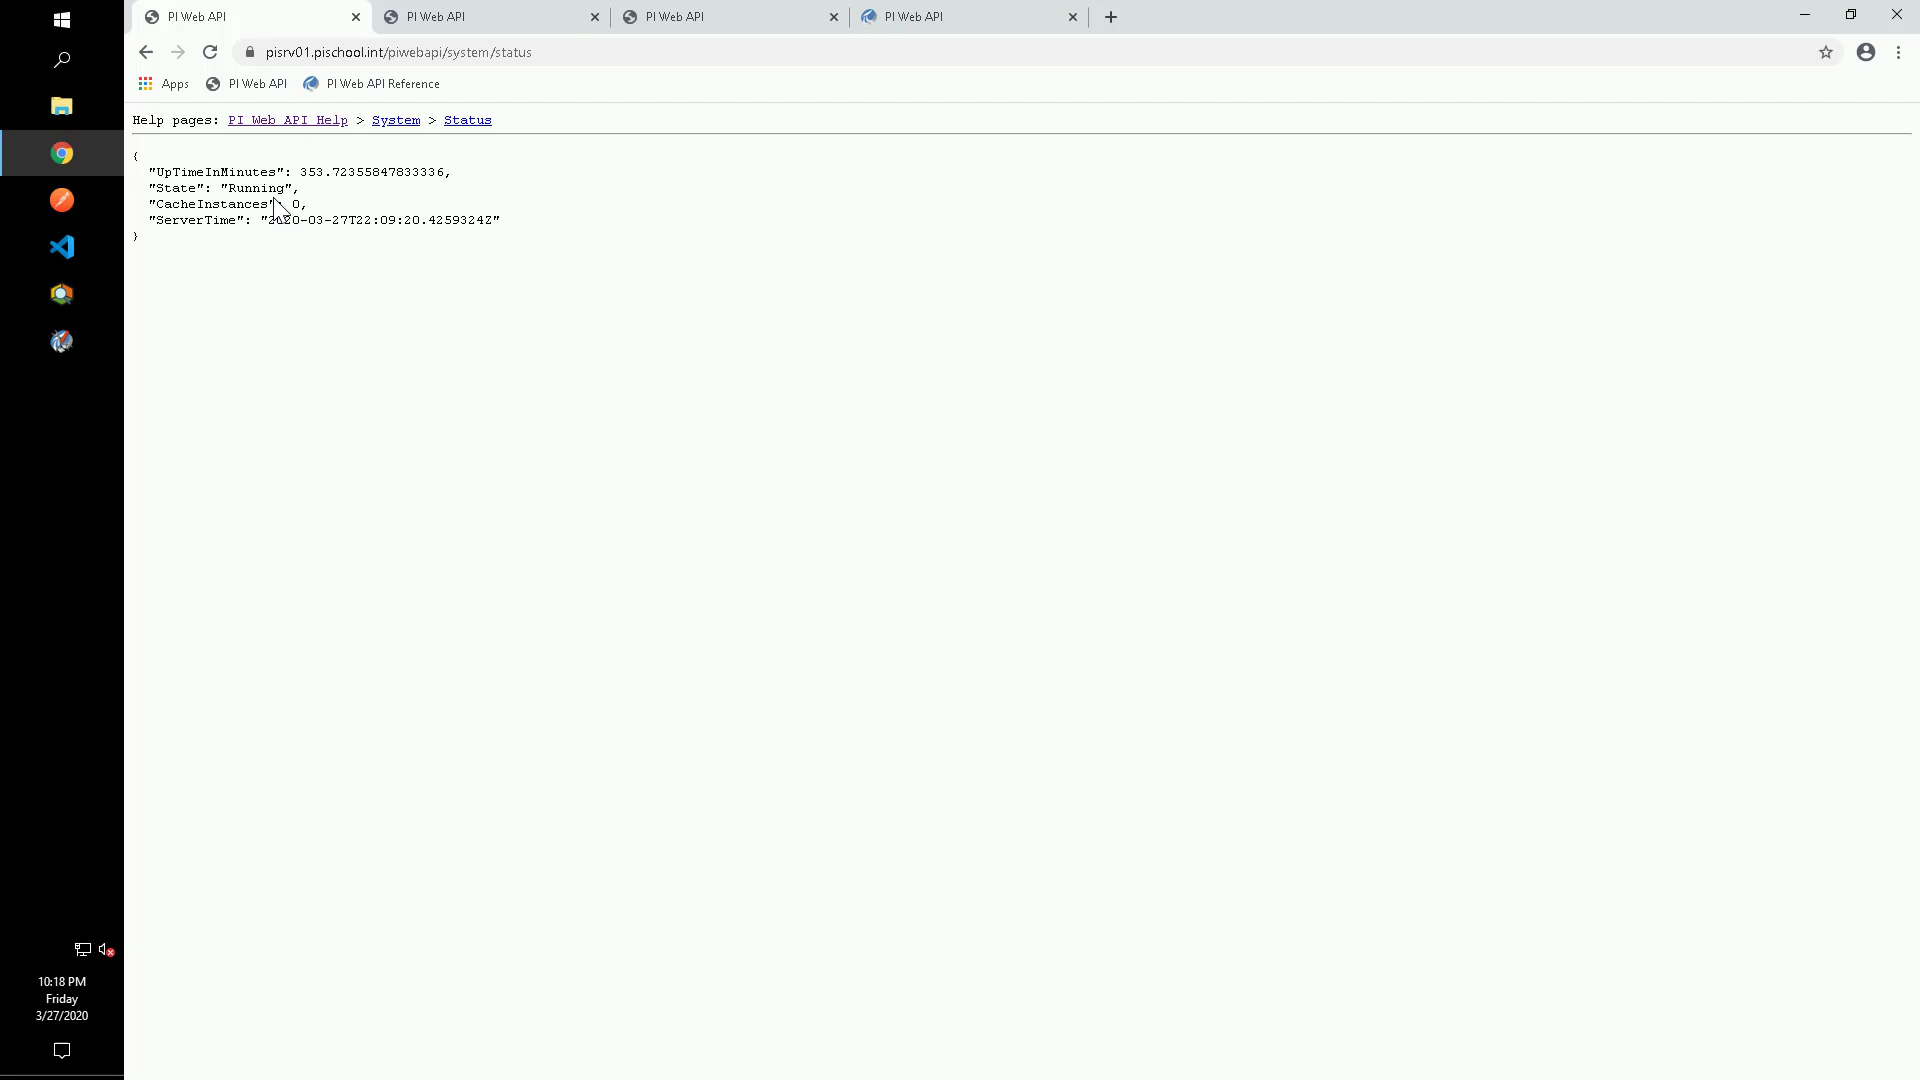 PI Web API
PI Web API
PI Web API
PI Web API
pisrv01.pischool.int/piwebapi/system/status
Apps PI Web API PI Web API Reference
Help pages: PI Web API Help > System > Status
{
"UpTimeInMinutes": 353.72355847833336,
"State": "Running",
"CacheInstances": 0,
"ServerTime": "2020-03-27T22:09:20.4259324Z"
}
10:18 PM
Friday
3/27/2020